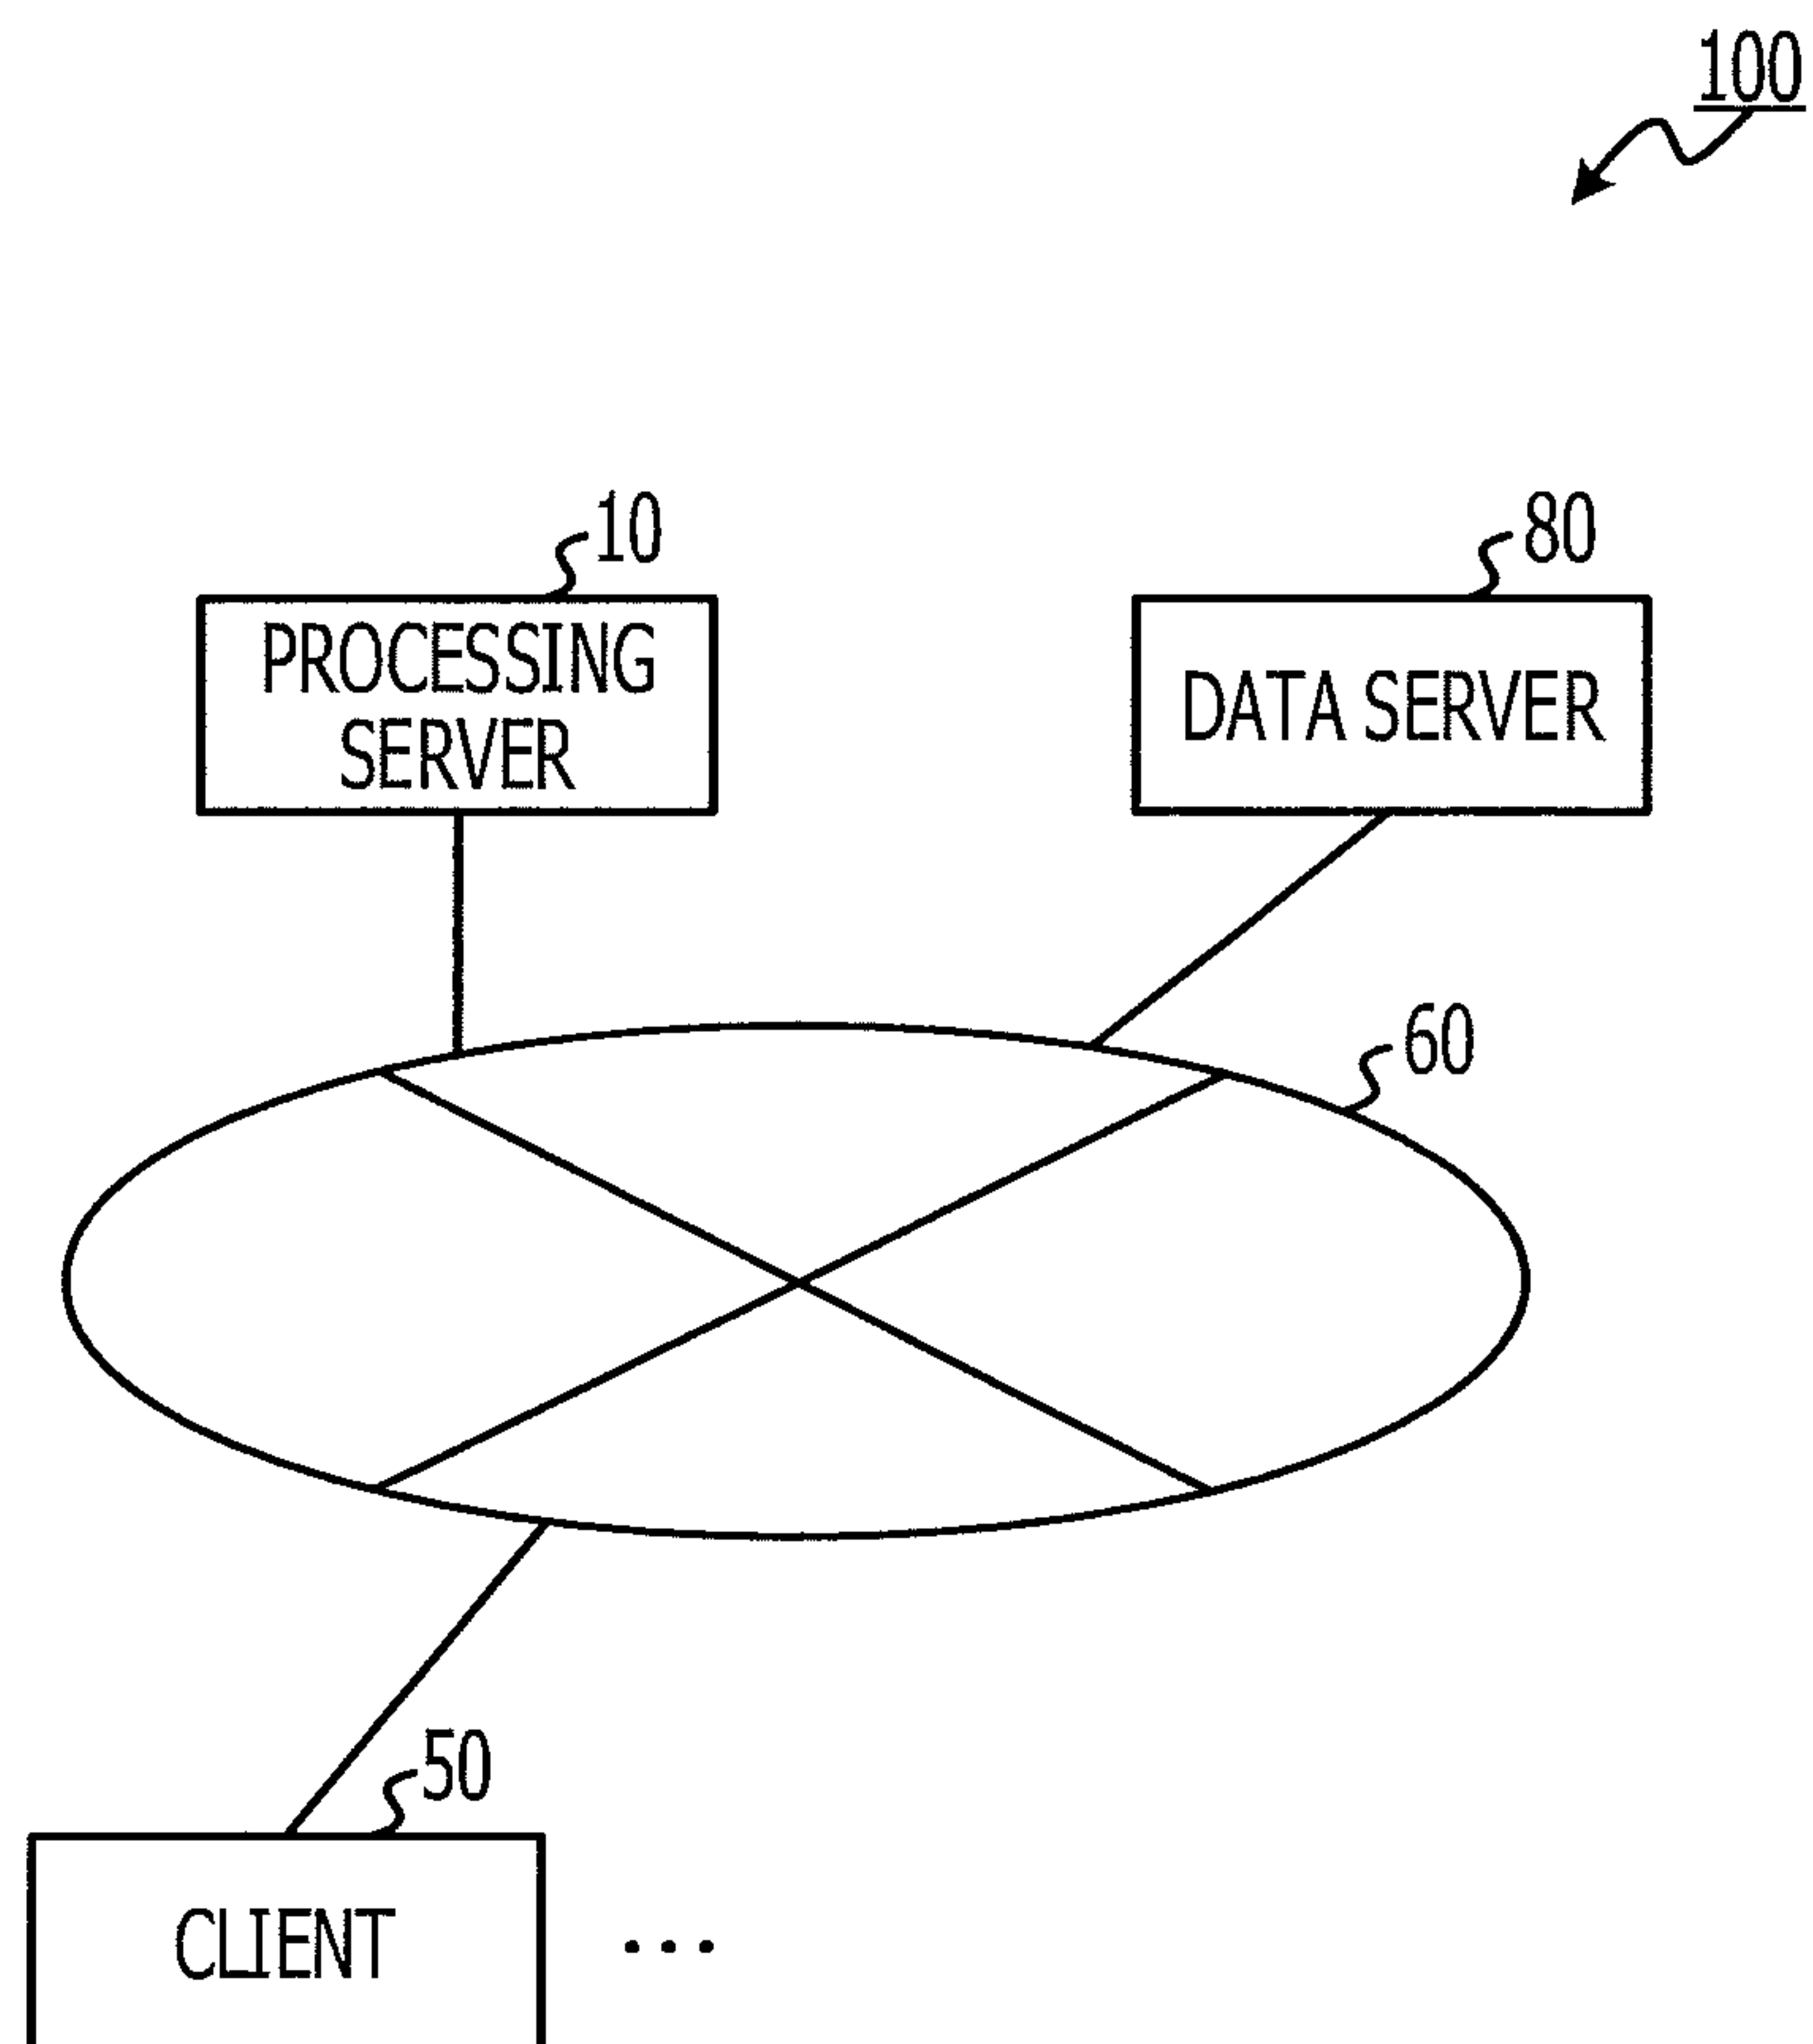 100
10
80
PROCESSING
SERVER
DATA SERVER
60
50
CLIENT
...